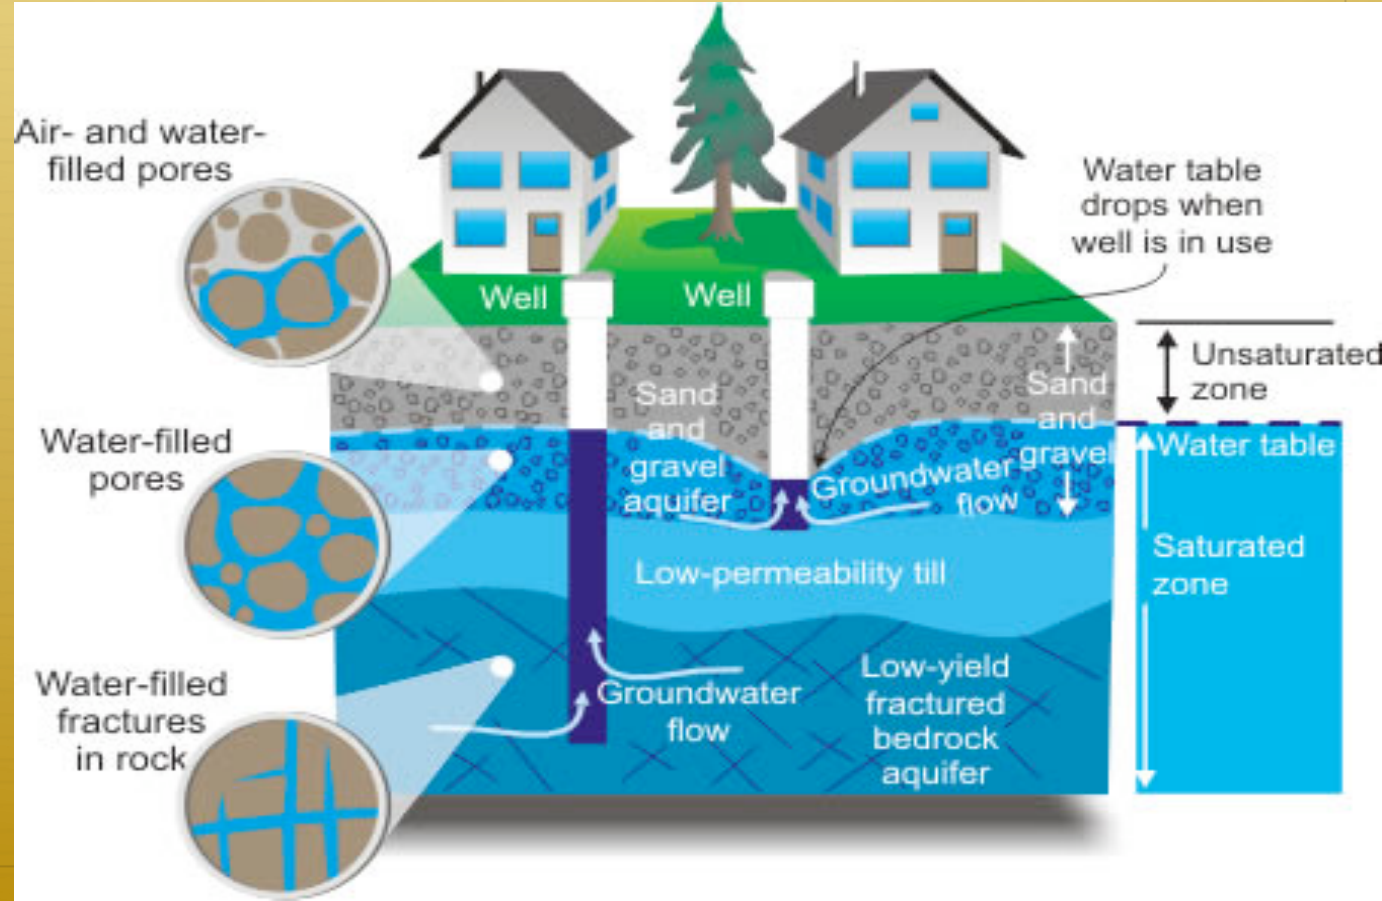 Air- and water-
filled pores
Water table
drops when
well is in use
Well
Well
Unsaturated
zone
Sand
and
gravel
aquifer
Sand
and
gravel
Water-filled
pores
Water table
Groundwater
flow
Saturated
zone
Low-permeability till
Water-filled
fractures
in rock
Groundwater
flow
Low-yield
fractured
bedrock
aquifer